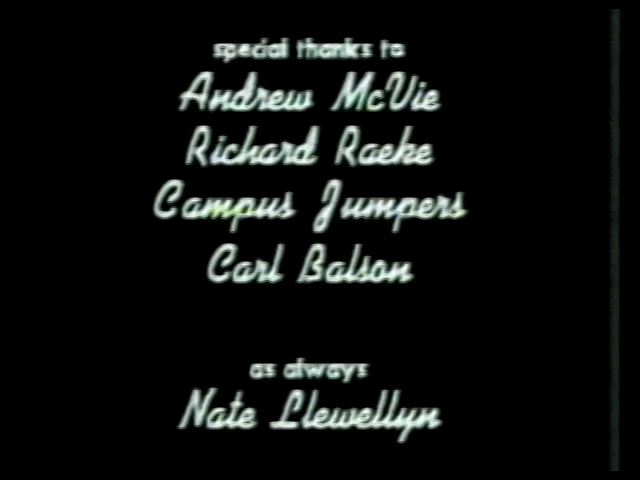 special thanks to
Andrew McVie
Richard Raeke
Campus Jumpers
Carl Balson
as always
Nate Llewellyn